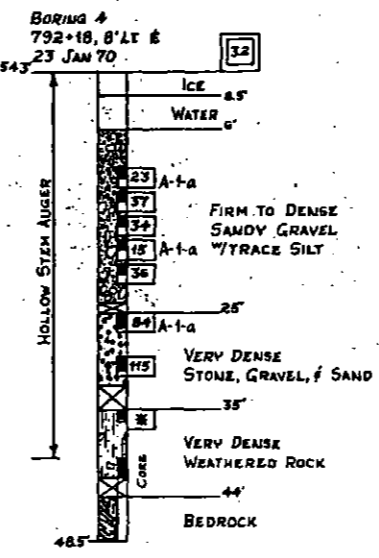 BORING 4
792+18, 8'LT ℄
23 JAN 70
32
543
ICE
2.5'
WATER
6'
HOLLOW STEM AUGER
23 A-1-a
37
34
15 A-1-a
36
FIRM TO DENSE
SANDY GRAVEL
W/TRACE SILT
25'
84 A-1-a
115
VERY DENSE
STONE, GRAVEL, & SAND
35'
*
CORE
VERY DENSE
WEATHERED ROCK
44'
BEDROCK
48.5'